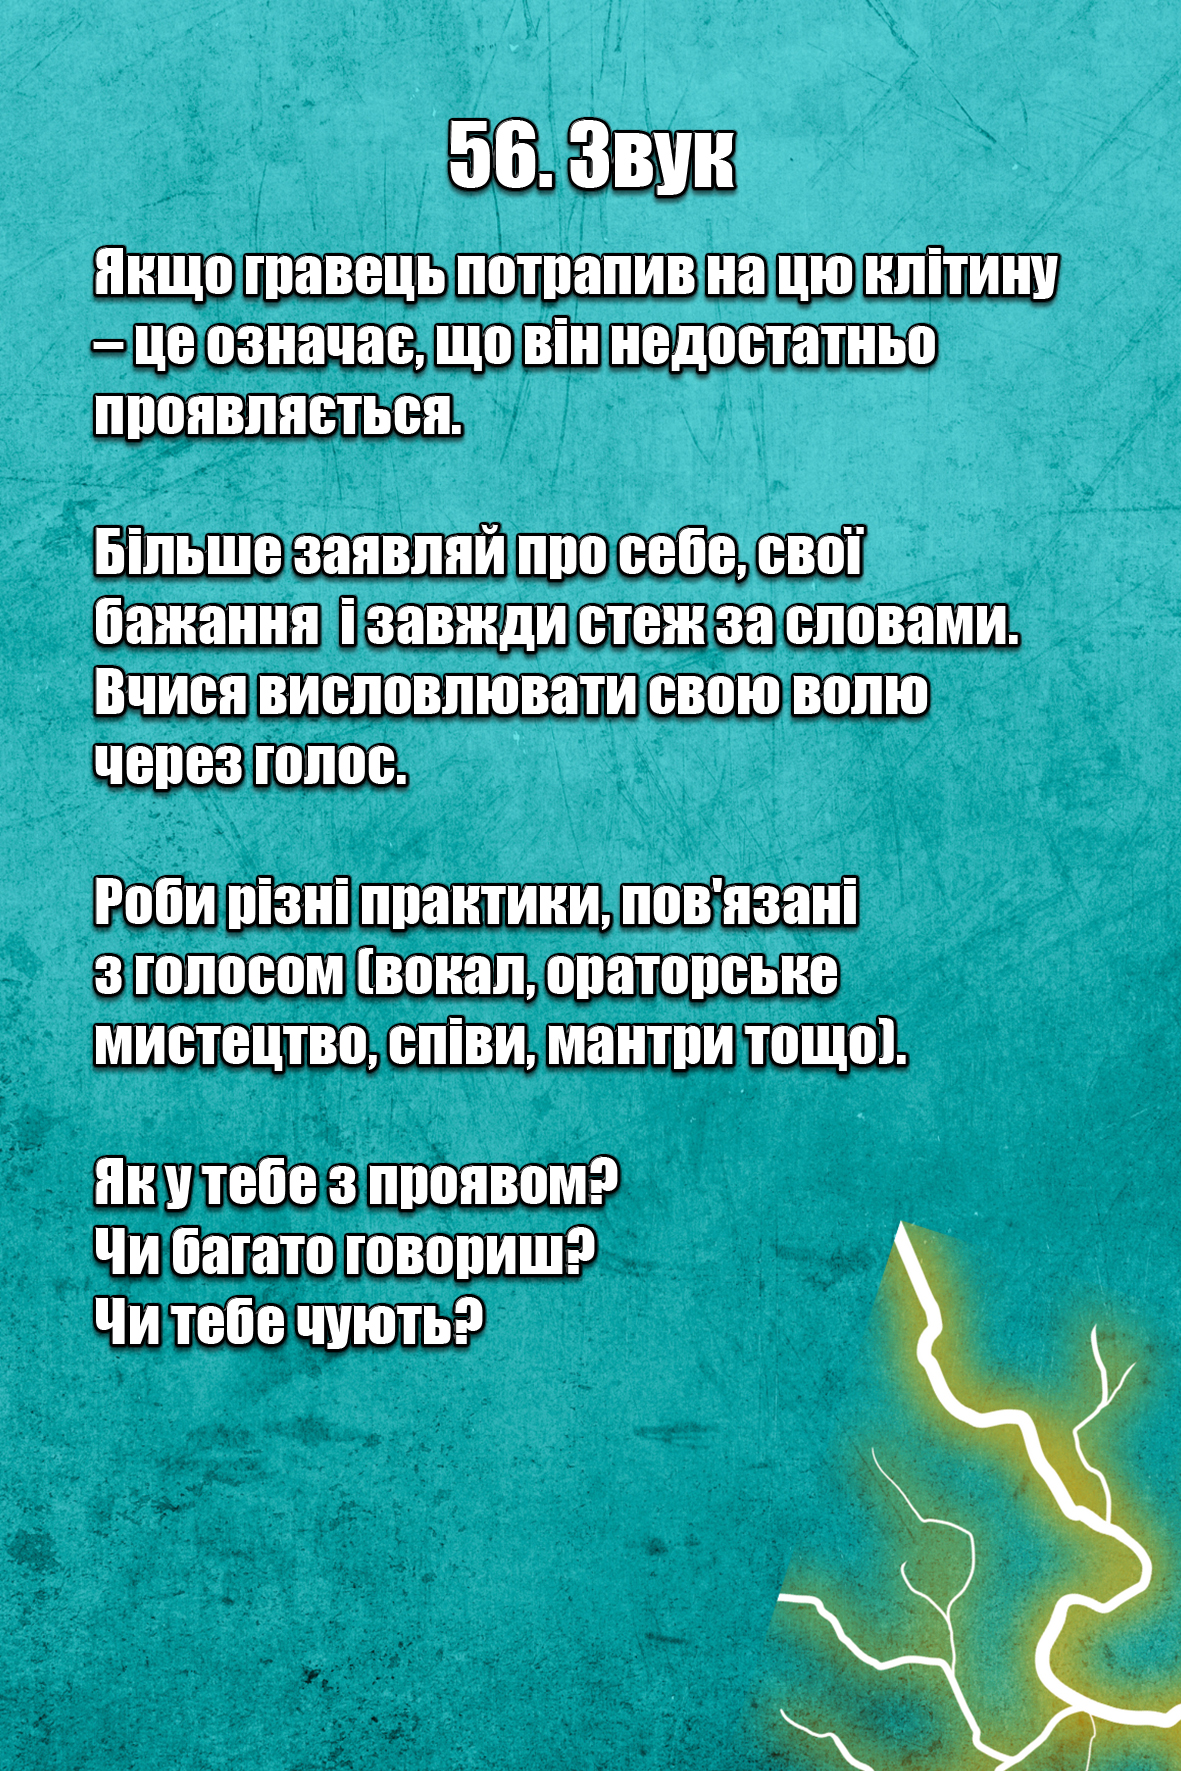 56. Звук
Якщо гравець потрапив на цю клітину
– це означає, що він недостатньо
проявляється.
Більше заявляй про себе, свої
бажання  і завжди стеж за словами.
Вчися висловлювати свою волю
через голос.
Роби різні практики, пов'язані
з голосом (вокал, ораторське
мистецтво, співи, мантри тощо).
Як у тебе з проявом?
Чи багато говориш?
Чи тебе чують?